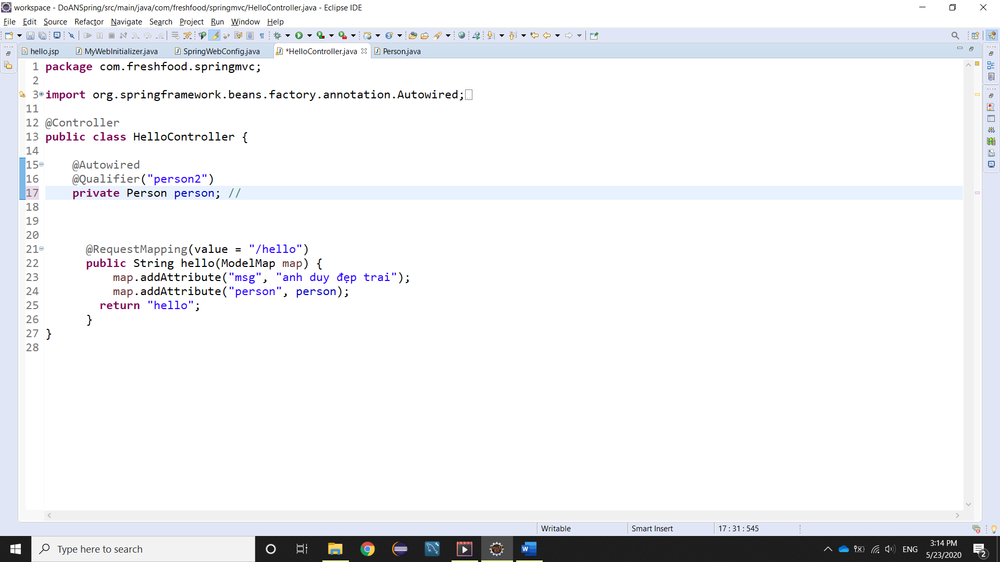 workspace - DoANSpring/src/main/java/com/freshfood/springmvc/HelloController.java - Eclipse IDE
File Edit Source Refactor Navigate Search Project Run Window Help
hello.jsp MyWebInitializer.java SpringWebConfig.java *HelloController.java Person.java
1 package com.freshfood.springmvc;
2
3 import org.springframework.beans.factory.annotation.Autowired;
11
12 @Controller
13 public class HelloController {
14
15 @Autowired
16 @Qualifier("person2")
17 private Person person; //
18
19
20
21 @RequestMapping(value = "/hello")
22 public String hello(ModelMap map) {
23 map.addAttribute("msg", "anh duy đẹp trai");
24 map.addAttribute("person", person);
25 return "hello";
26 }
27 }
28
Writable Smart Insert 17 : 31 : 545
Type here to search
ENG
3:14 PM
5/23/2020
2